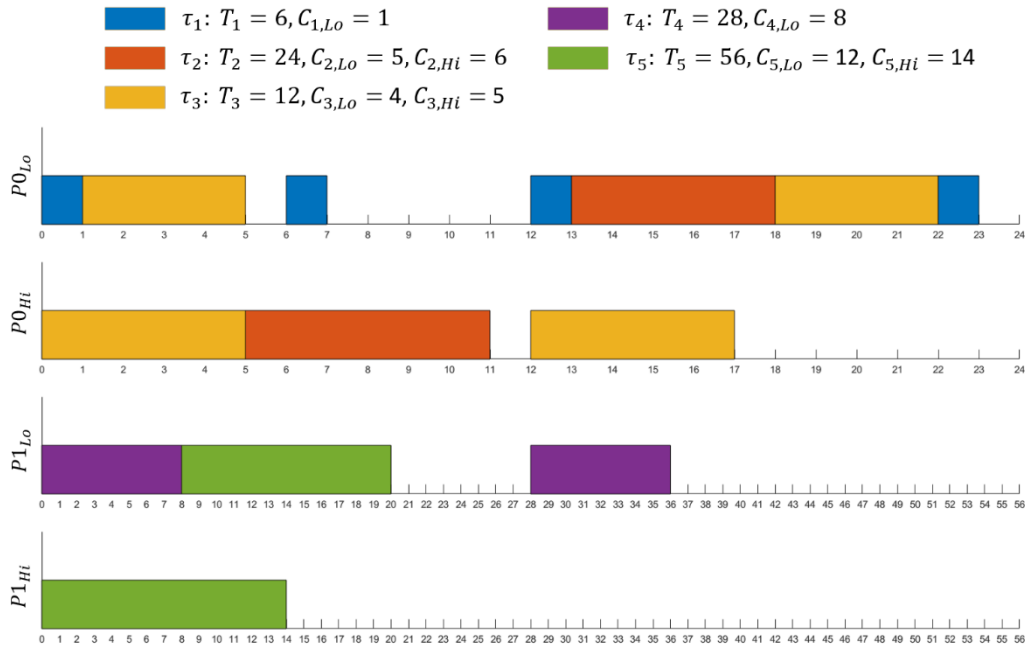 τ₁: T₁ = 6, C₁,Lo = 1
τ₄: T₄ = 28, C₄,Lo = 8
τ₂: T₂ = 24, C₂,Lo = 5, C₂,Hi = 6
τ₅: T₅ = 56, C₅,Lo = 12, C₅,Hi = 14
τ₃: T₃ = 12, C₃,Lo = 4, C₃,Hi = 5
P0Lo
0 1 2 3 4 5 6 7 8 9 10 11 12 13 14 15 16 17 18 19 20 21 22 23 24
P0Hi
0 1 2 3 4 5 6 7 8 9 10 11 12 13 14 15 16 17 18 19 20 21 22 23 24
P1Lo
0 1 2 3 4 5 6 7 8 9 10 11 12 13 14 15 16 17 18 19 20 21 22 23 24 25 26 27 28 29 30 31 32 33 34 35 36 37 38 39 40 41 42 43 44 45 46 47 48 49 50 51 52 53 54 55 56
P1Hi
0 1 2 3 4 5 6 7 8 9 10 11 12 13 14 15 16 17 18 19 20 21 22 23 24 25 26 27 28 29 30 31 32 33 34 35 36 37 38 39 40 41 42 43 44 45 46 47 48 49 50 51 52 53 54 55 56